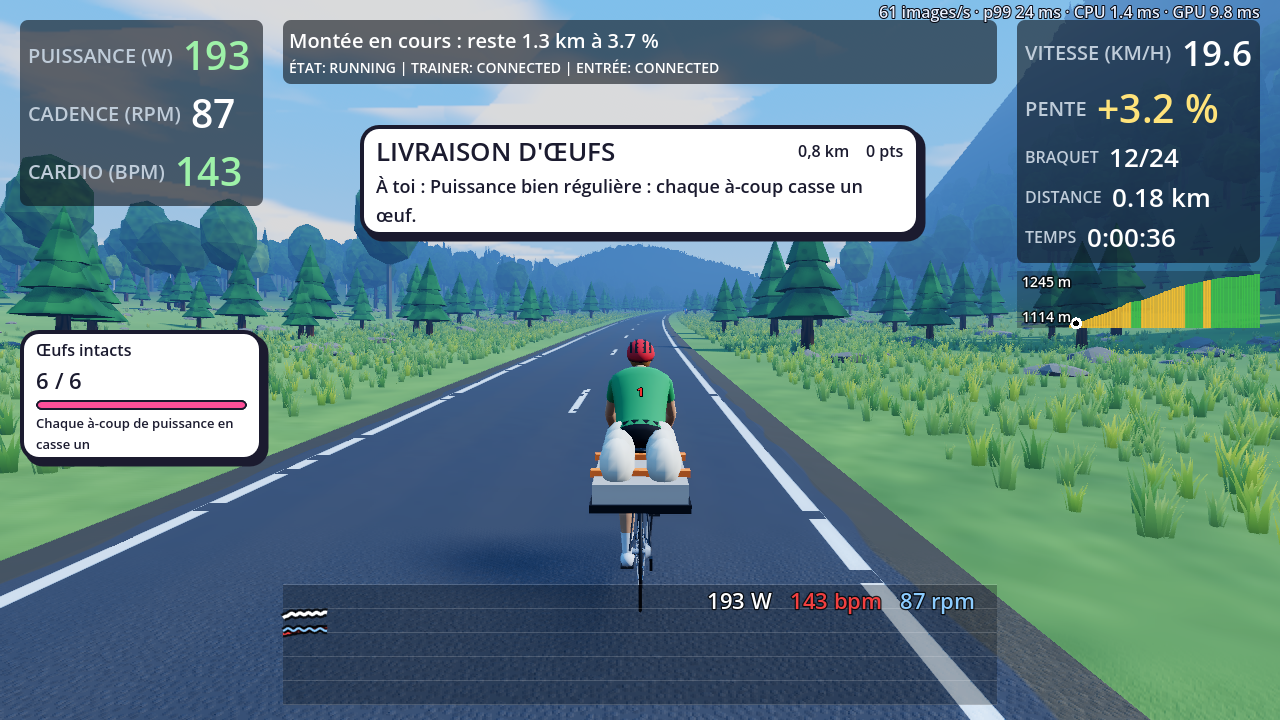 61 images/s · p99 24 ms · CPU 1.4 ms · GPU 9.8 ms
PUISSANCE (W) 193
CADENCE (RPM) 87
CARDIO (BPM) 143
Montée en cours : reste 1.3 km à 3.7 %
ÉTAT: RUNNING | TRAINER: CONNECTED | ENTRÉE: CONNECTED
VITESSE (KM/H) 19.6
PENTE +3.2 %
BRAQUET 12/24
DISTANCE 0.18 km
TEMPS 0:00:36
1245 m
1114 m
LIVRAISON D'ŒUFS 0,8 km 0 pts
À toi : Puissance bien régulière : chaque à-coup casse un
œuf.
Œufs intacts
6 / 6
Chaque à-coup de puissance en
casse un
1
193 W 143 bpm 87 rpm